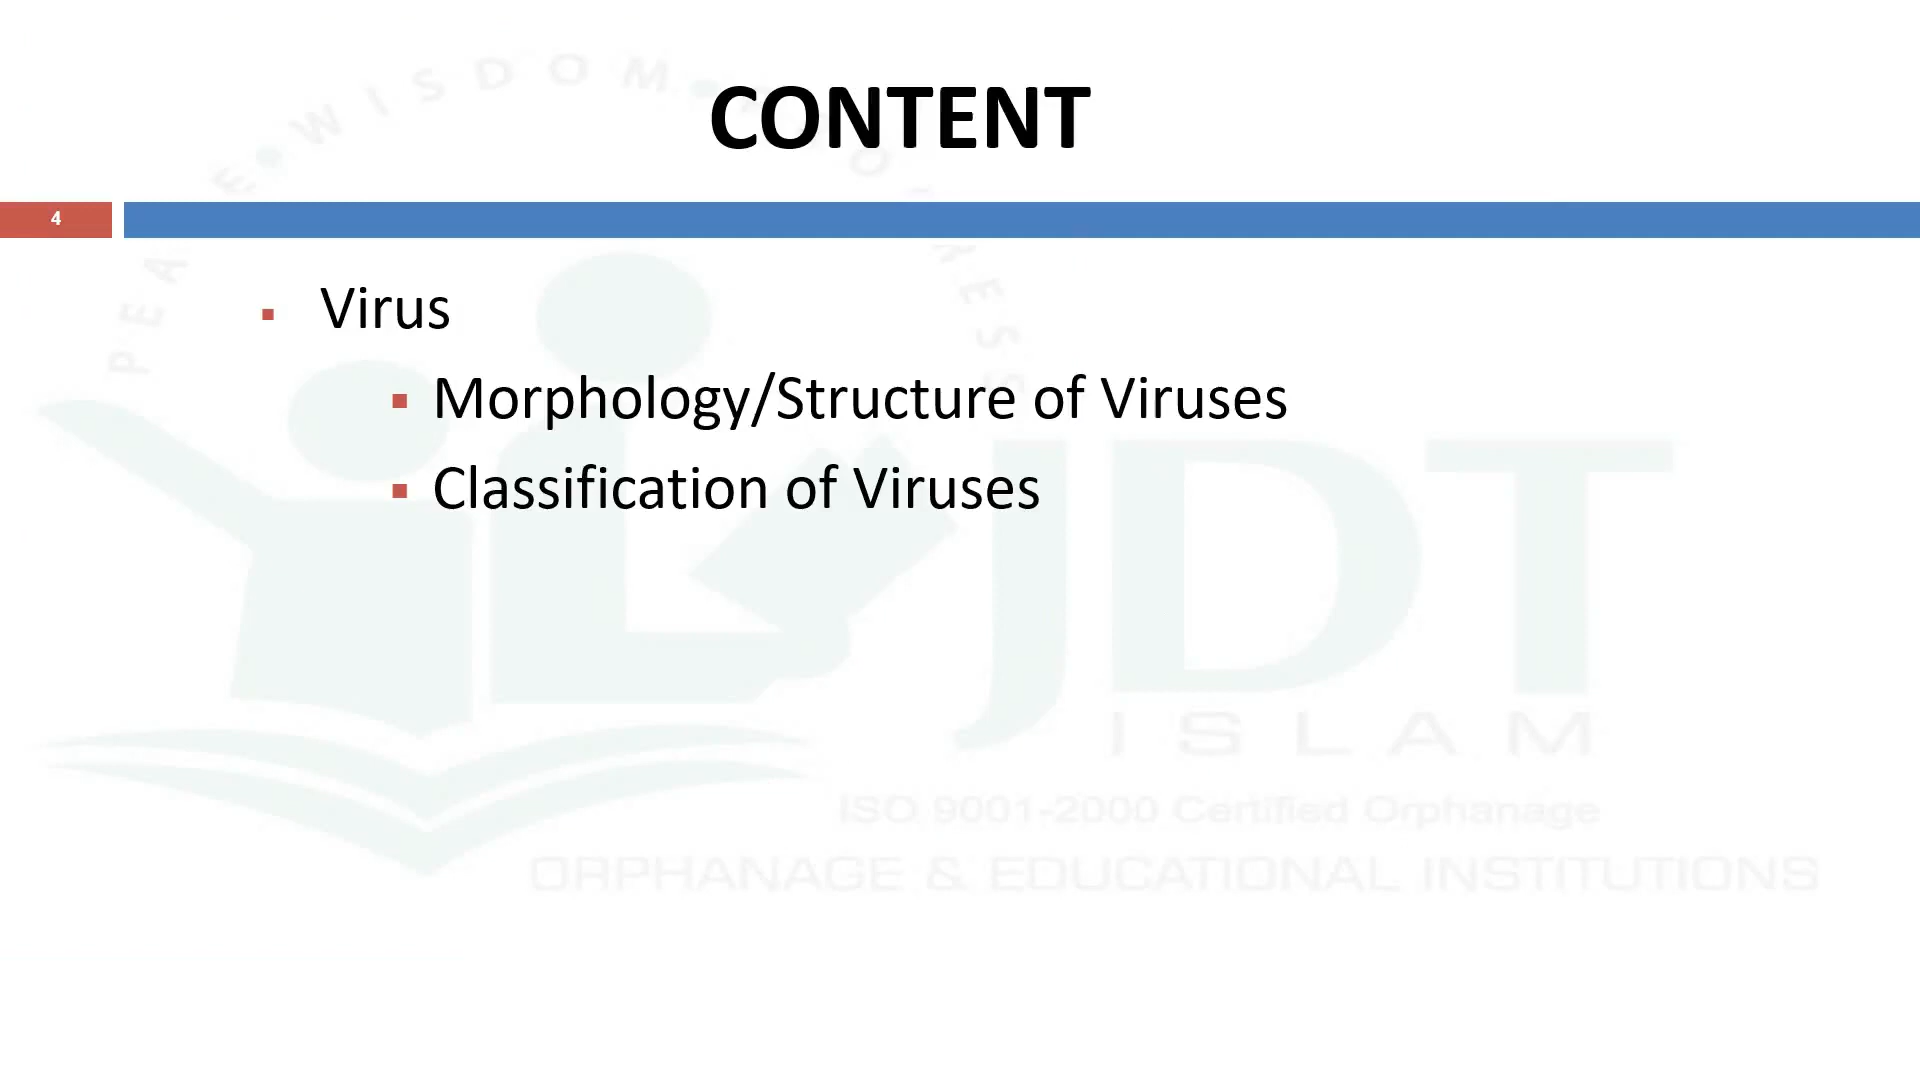 CONTENT
4
Virus
Morphology/Structure of Viruses
Classification of Viruses
WISDOM
JDT
ISLAM
ISO 9001-2000 Certified Orphanage
ORPHANAGE & EDUCATIONAL INSTITUTIONS